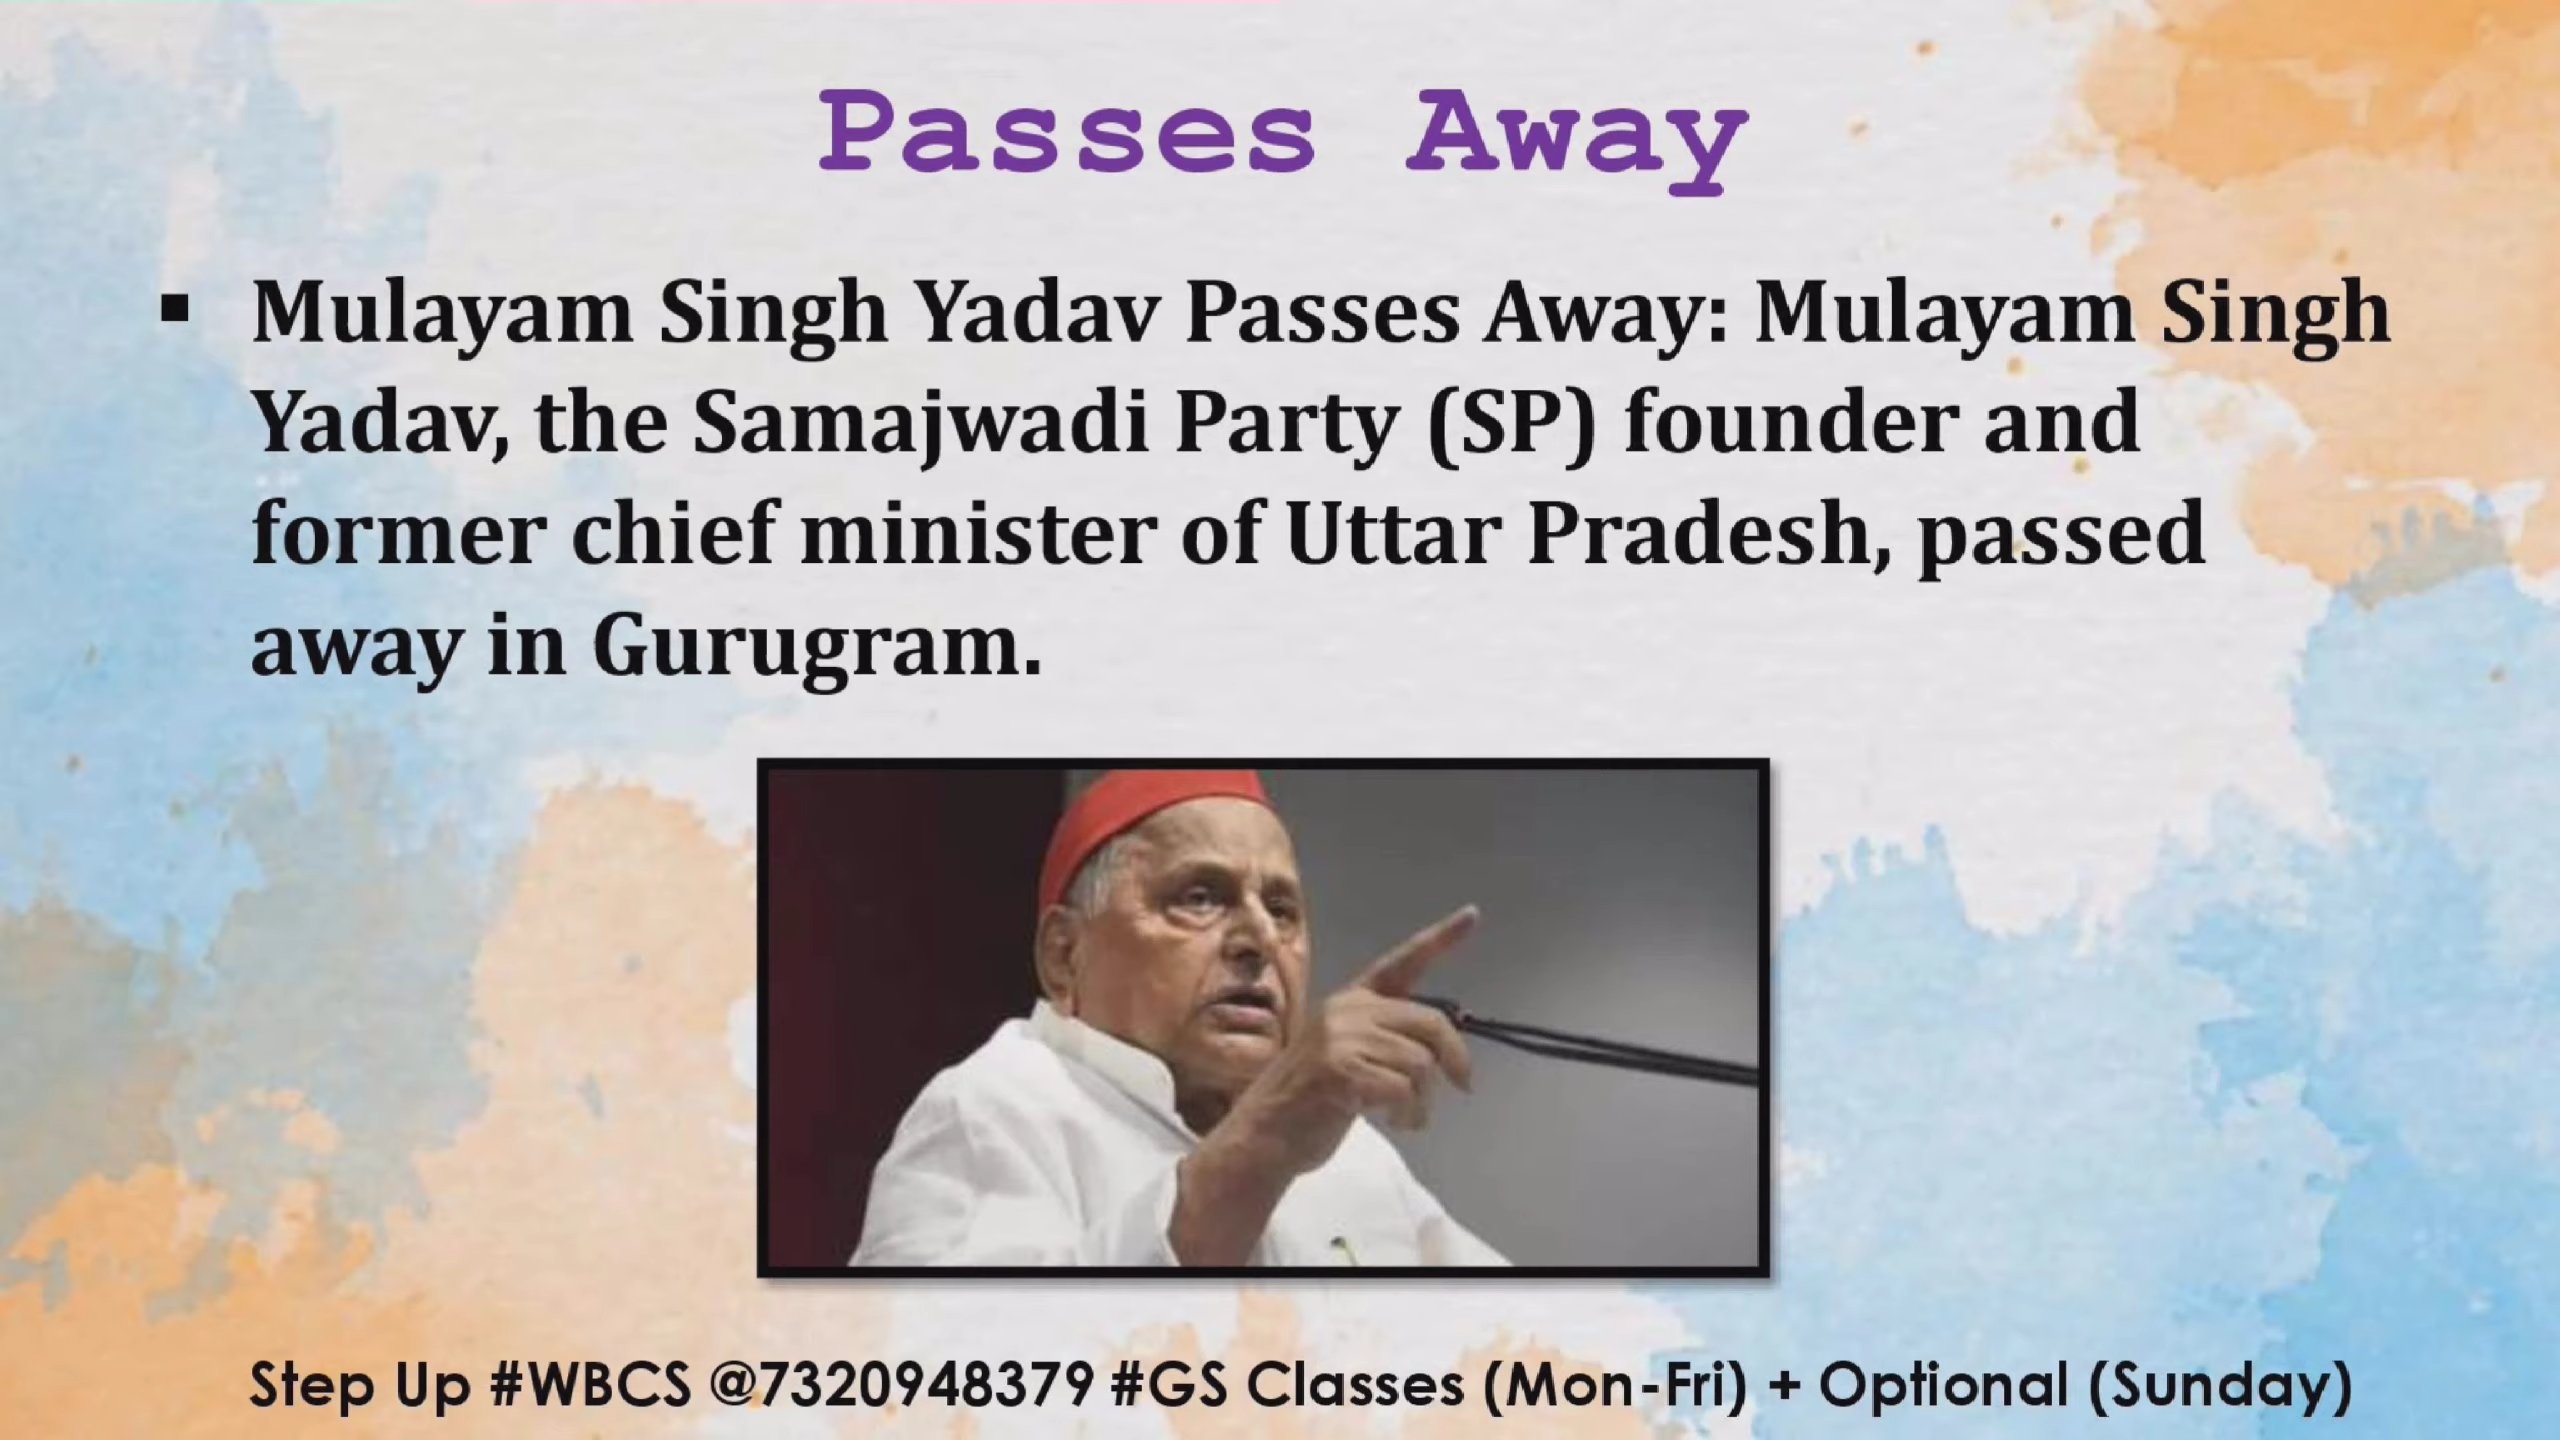 Passes Away
▪ Mulayam Singh Yadav Passes Away: Mulayam Singh
Yadav, the Samajwadi Party (SP) founder and
former chief minister of Uttar Pradesh, passed
away in Gurugram.
Step Up #WBCS @7320948379 #GS Classes (Mon-Fri) + Optional (Sunday)